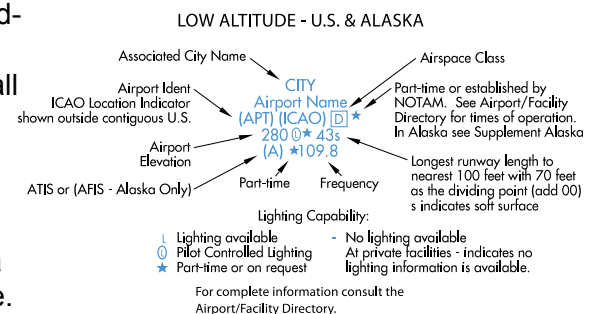 d-
all
a
e.
LOW ALTITUDE - U.S. & ALASKA
Associated City Name
Airspace Class
Airport Ident
ICAO Location Indicator
shown outside contiguous U.S.
CITY
Airport Name
(APT) (ICAO) D ★
280 Ⓛ★ 43s
(A) ★109.8
Part-time or established by
NOTAM. See Airport/Facility
Directory for times of operation.
In Alaska see Supplement Alaska
Airport
Elevation
ATIS or (AFIS - Alaska Only)
Part-time
Frequency
Longest runway length to
nearest 100 feet with 70 feet
as the dividing point (add 00)
s indicates soft surface
Lighting Capability:
L Lighting available
Ⓛ Pilot Controlled Lighting
★ Part-time or on request
- No lighting available
At private facilities - indicates no
lighting information is available.
For complete information consult the
Airport/Facility Directory.